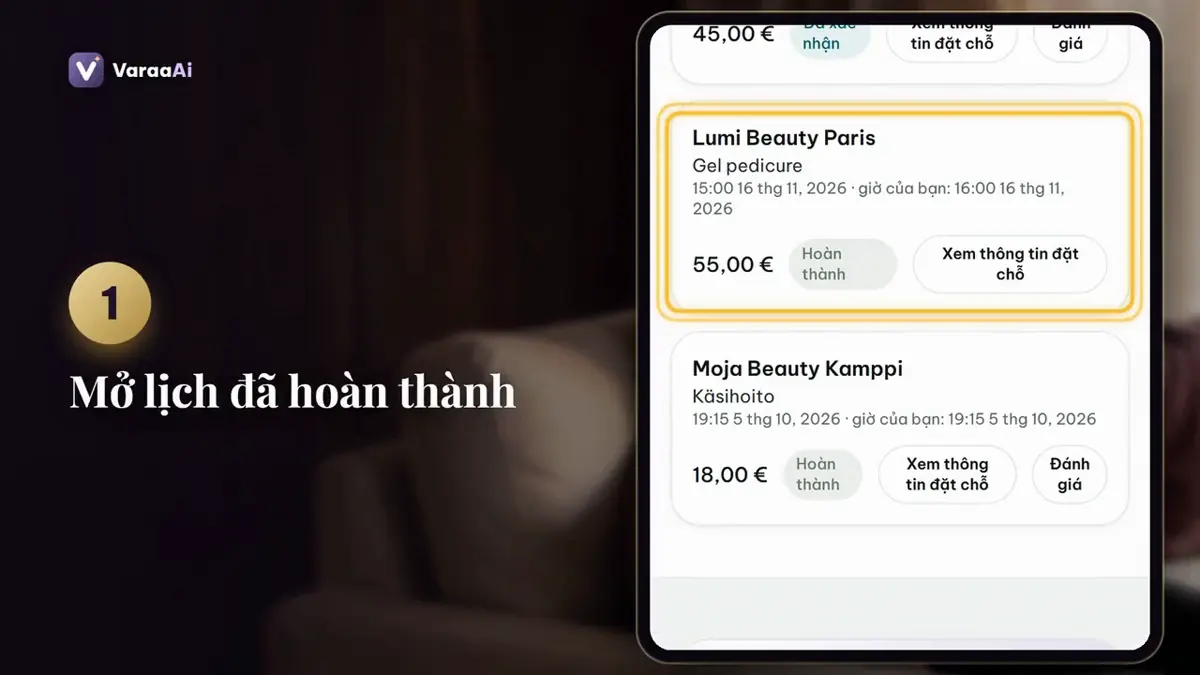 VaraaAi
1
Mở lịch đã hoàn thành
45,00 €
Đã xác
nhận
Xem thông
tin đặt chỗ
Đánh
giá
Lumi Beauty Paris
Gel pedicure
15:00 16 thg 11, 2026 · giờ của bạn: 16:00 16 thg 11,
2026
55,00 €
Hoàn
thành
Xem thông tin đặt
chỗ
Moja Beauty Kamppi
Käsihoito
19:15 5 thg 10, 2026 · giờ của bạn: 19:15 5 thg 10, 2026
18,00 €
Hoàn
thành
Xem thông
tin đặt chỗ
Đánh
giá